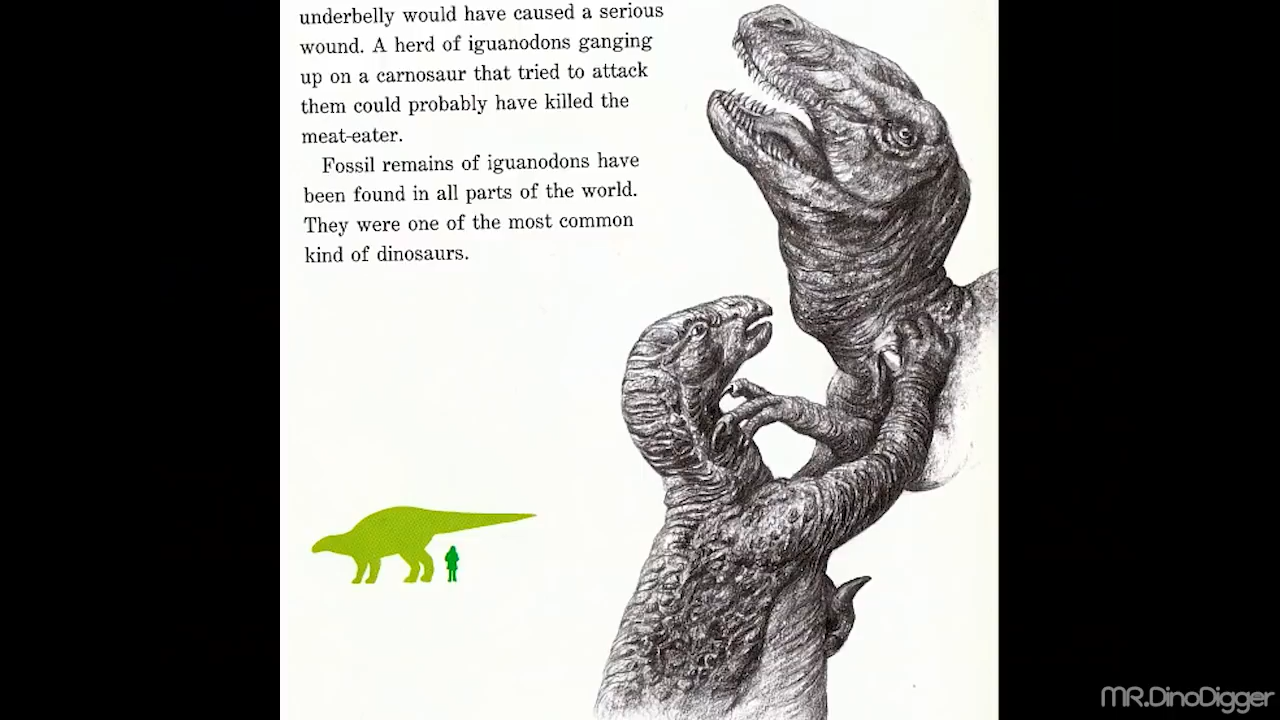 underbelly would have caused a serious
wound. A herd of iguanodons ganging
up on a carnosaur that tried to attack
them could probably have killed the
meat-eater.
Fossil remains of iguanodons have
been found in all parts of the world.
They were one of the most common
kind of dinosaurs.
MR.DinoDigger